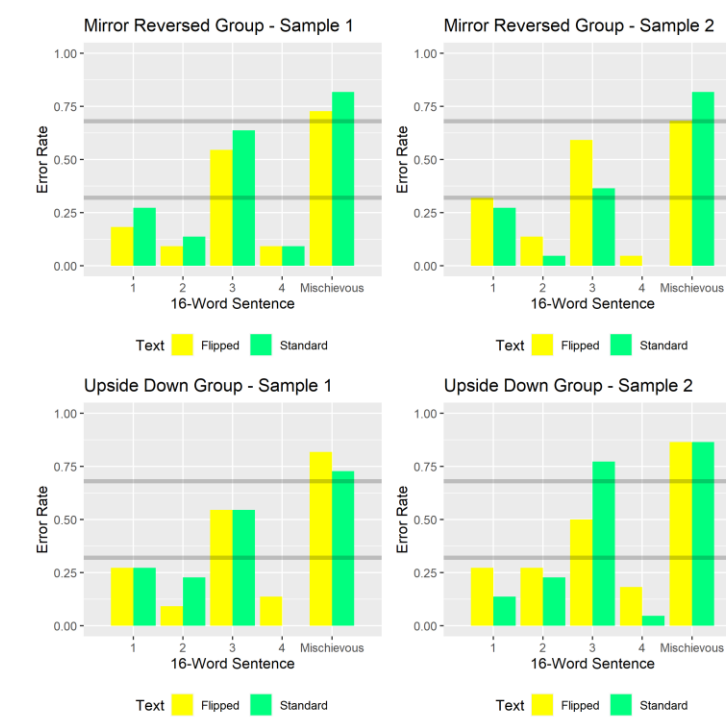 Mirror Reversed Group - Sample 1
1.00
0.75
0.50
0.25
0.00
Error Rate
1 2 3 4 Mischievous
16-Word Sentence
Text Flipped Standard
Mirror Reversed Group - Sample 2
1.00
0.75
0.50
0.25
0.00
Error Rate
1 2 3 4 Mischievous
16-Word Sentence
Text Flipped Standard
Upside Down Group - Sample 1
1.00
0.75
0.50
0.25
0.00
Error Rate
1 2 3 4 Mischievous
16-Word Sentence
Text Flipped Standard
Upside Down Group - Sample 2
1.00
0.75
0.50
0.25
0.00
Error Rate
1 2 3 4 Mischievous
16-Word Sentence
Text Flipped Standard